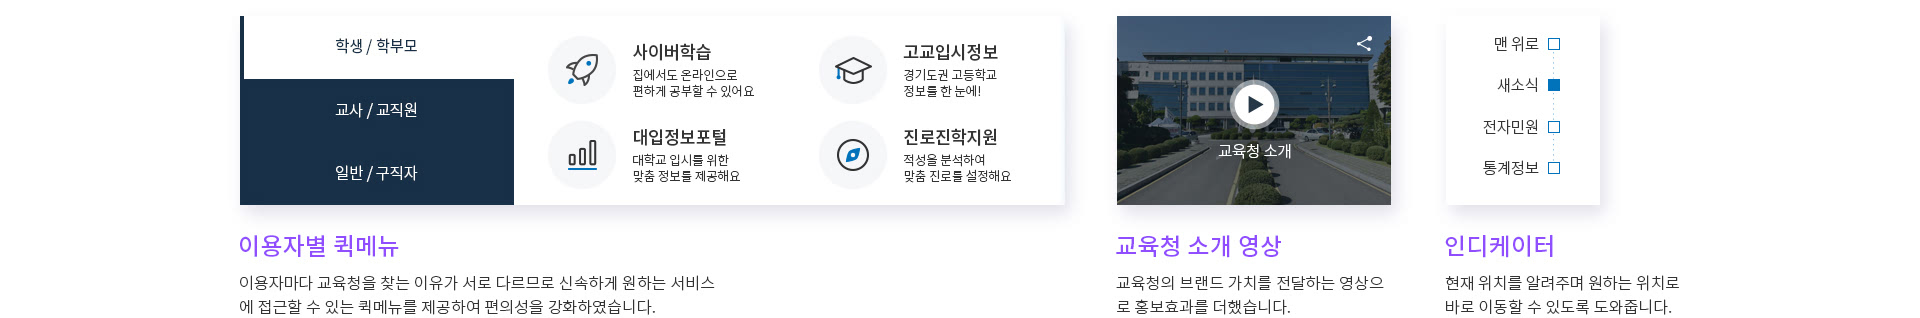 학생 / 학부모
교사 / 교직원
일반 / 구직자
사이버학습
집에서도 온라인으로
편하게 공부할 수 있어요
고교입시정보
경기도권 고등학교
정보를 한 눈에!
대입정보포털
대학교 입시를 위한
맞춤 정보를 제공해요
진로진학지원
적성을 분석하여
맞춤 진로를 설정해요
이용자별 퀵메뉴
이용자마다 교육청을 찾는 이유가 서로 다르므로 신속하게 원하는 서비스
에 접근할 수 있는 퀵메뉴를 제공하여 편의성을 강화하였습니다.
교육청 소개
교육청 소개 영상
교육청의 브랜드 가치를 전달하는 영상으
로 홍보효과를 더했습니다.
맨 위로
새소식
전자민원
통계정보
인디케이터
현재 위치를 알려주며 원하는 위치로
바로 이동할 수 있도록 도와줍니다.